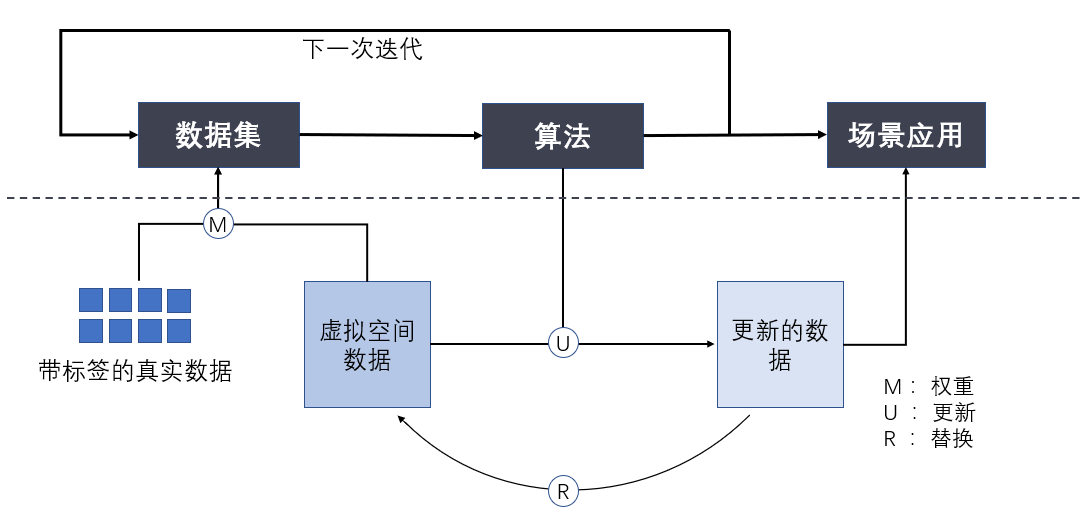 下一次迭代
数据集
算法
场景应用
M
带标签的真实数据
虚拟空间
数据
U
更新的数
据
M： 权重
U ： 更新
R ： 替换
R